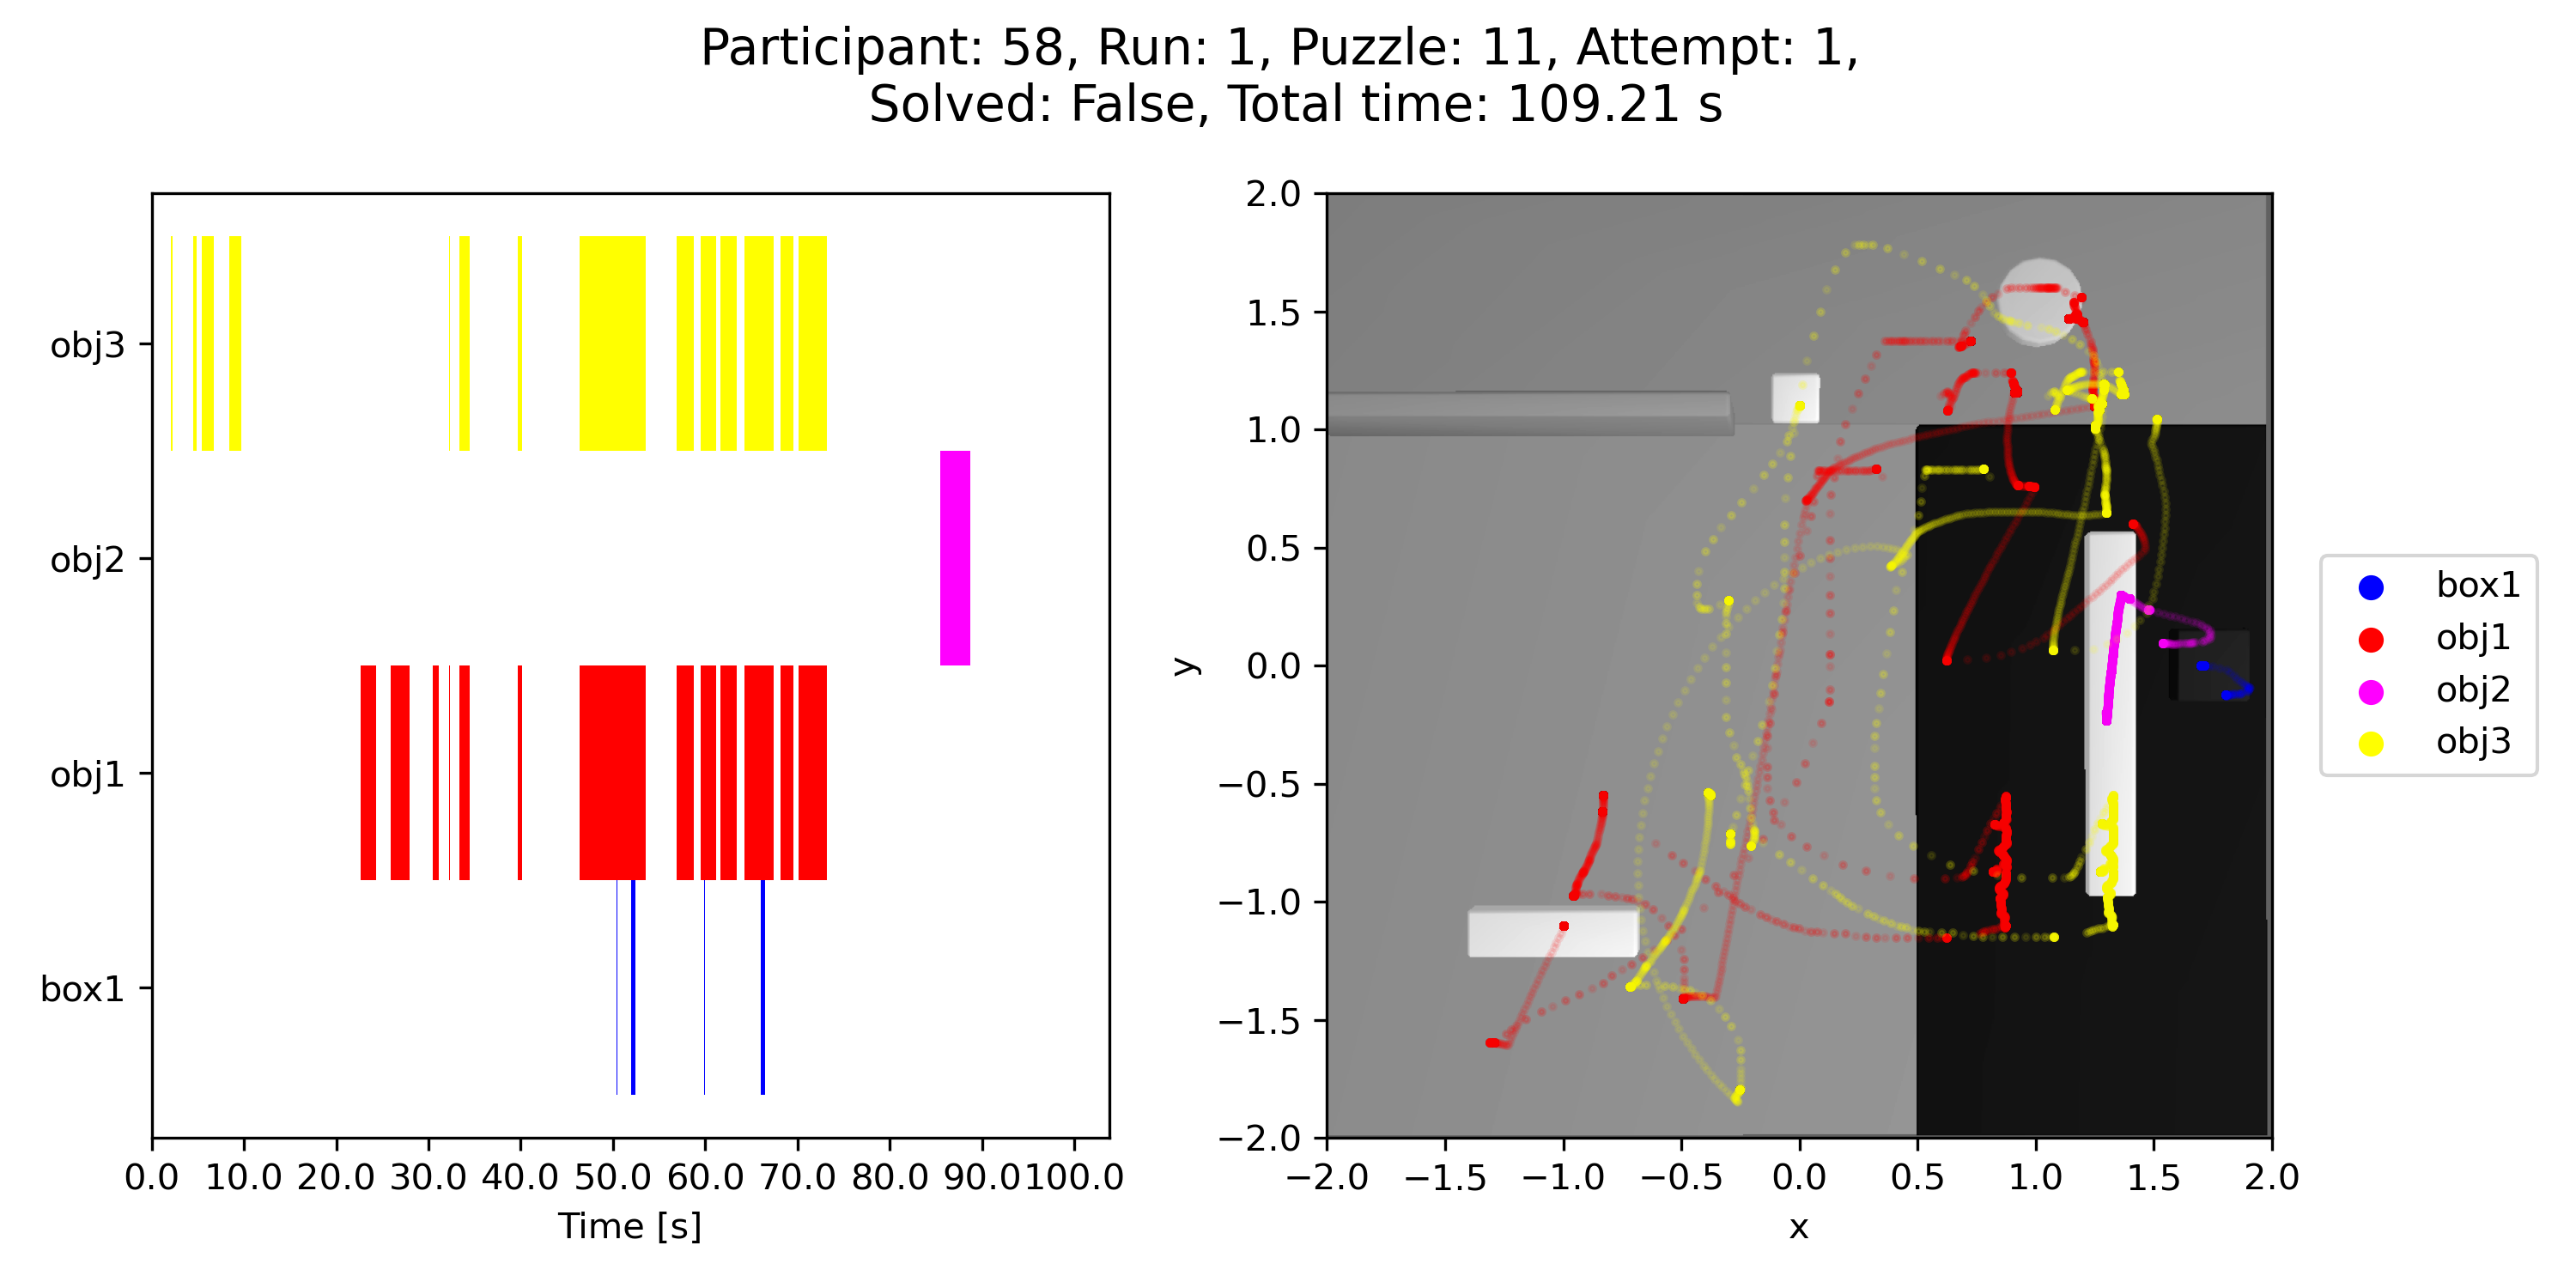 Participant: 58, Run: 1, Puzzle: 11, Attempt: 1,
Solved: False, Total time: 109.21 s
obj3
obj2
obj1
box1
0.0 10.0 20.0 30.0 40.0 50.0 60.0 70.0 80.0 90.0 100.0
Time [s]
2.0
1.5
1.0
0.5
0.0
−0.5
−1.0
−1.5
−2.0
y
−2.0 −1.5 −1.0 −0.5 0.0 0.5 1.0 1.5 2.0
x
box1
obj1
obj2
obj3